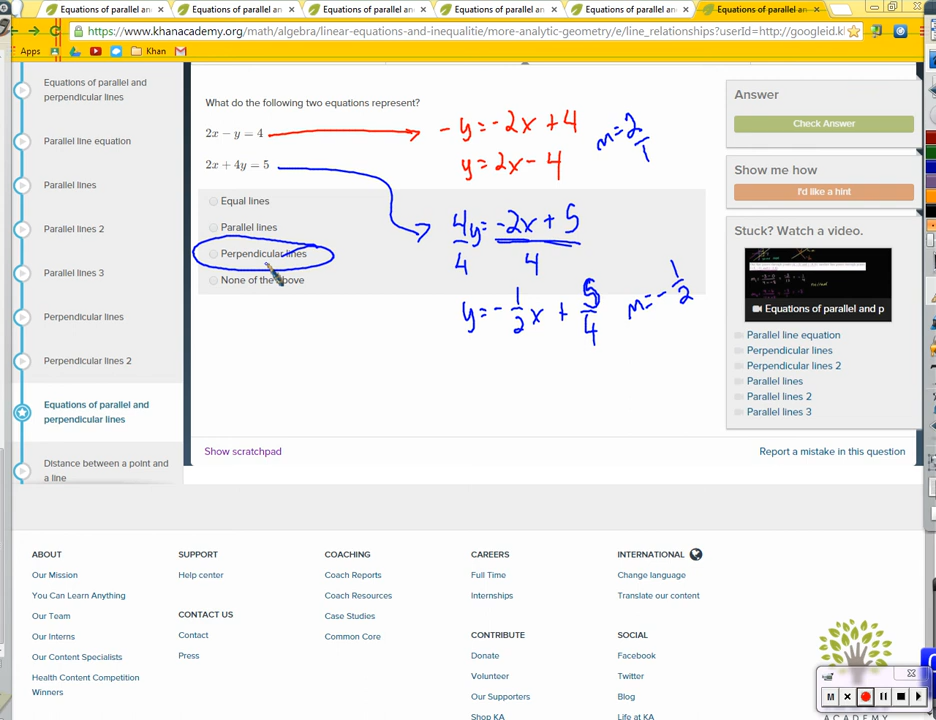 Equations of parallel an
Equations of parallel an
Equations of parallel an
Equations of parallel an
Equations of parallel an
Equations of parallel an
https://www.khanacademy.org/math/algebra/linear-equations-and-inequalitie/more-analytic-geometry/e/line_relationships?userId=http://googleid.k
Apps
Khan
M
Equations of parallel and
perpendicular lines
Parallel line equation
Parallel lines
Parallel lines 2
Parallel lines 3
Perpendicular lines
Perpendicular lines 2
Equations of parallel and
perpendicular lines
Distance between a point and
a line
What do the following two equations represent?
2x − y = 4
2x + 4y = 5
Equal lines
Parallel lines
Perpendicular lines
None of the above
- y = -2x + 4
y = 2x - 4
m = 2/1
4y = -2x + 5
4 4
y = - 1/2 x + 5/4
m = - 1/2
Show scratchpad
Report a mistake in this question
Answer
Check Answer
Show me how
I'd like a hint
Stuck? Watch a video.
Equations of parallel and p
Parallel line equation
Perpendicular lines
Perpendicular lines 2
Parallel lines
Parallel lines 2
Parallel lines 3
ABOUT
Our Mission
You Can Learn Anything
Our Team
Our Interns
Our Content Specialists
Health Content Competition
Winners
SUPPORT
Help center
CONTACT US
Contact
Press
COACHING
Coach Reports
Coach Resources
Case Studies
Common Core
CAREERS
Full Time
Internships
CONTRIBUTE
Donate
Volunteer
Our Supporters
Shop KA
INTERNATIONAL
Change language
Translate our content
SOCIAL
Facebook
Twitter
Blog
Life at KA
ACADEMY